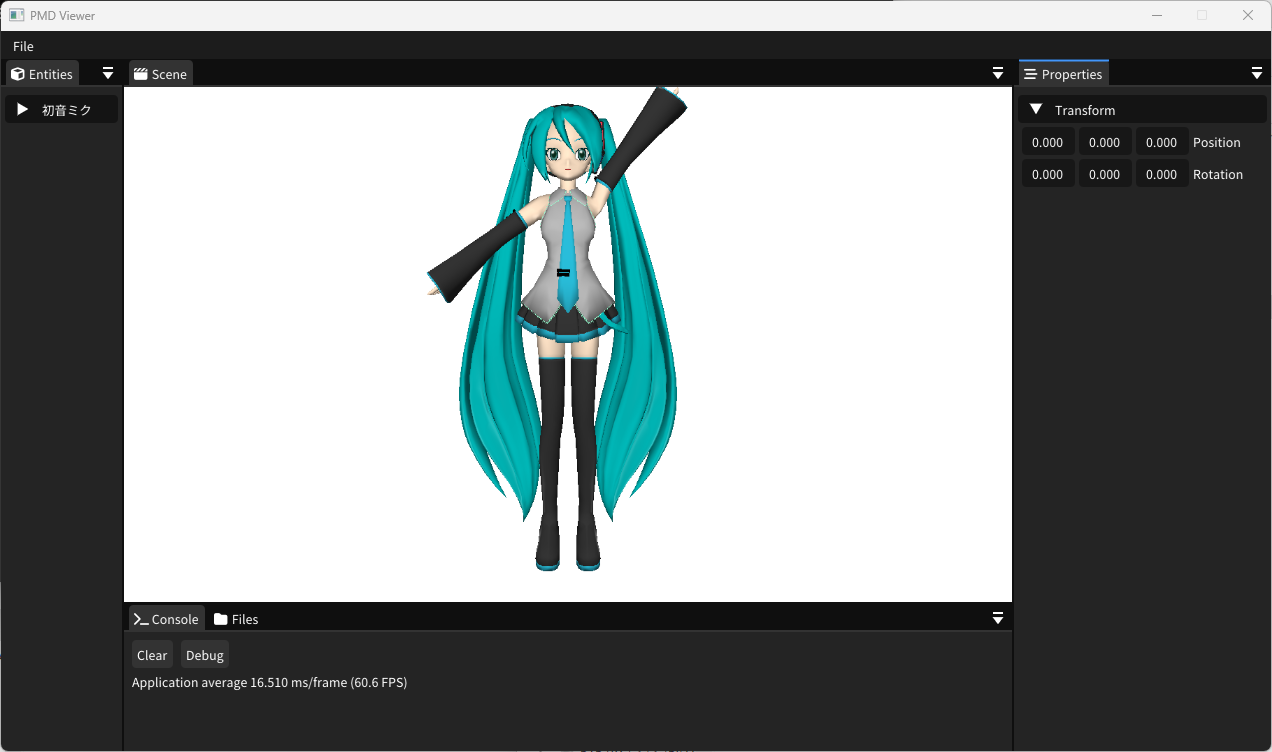 PMD Viewer
File
Entities
Scene
Properties
初音ミク
Transform
0.000 0.000 0.000 Position
0.000 0.000 0.000 Rotation
Console Files
Clear Debug
Application average 16.510 ms/frame (60.6 FPS)